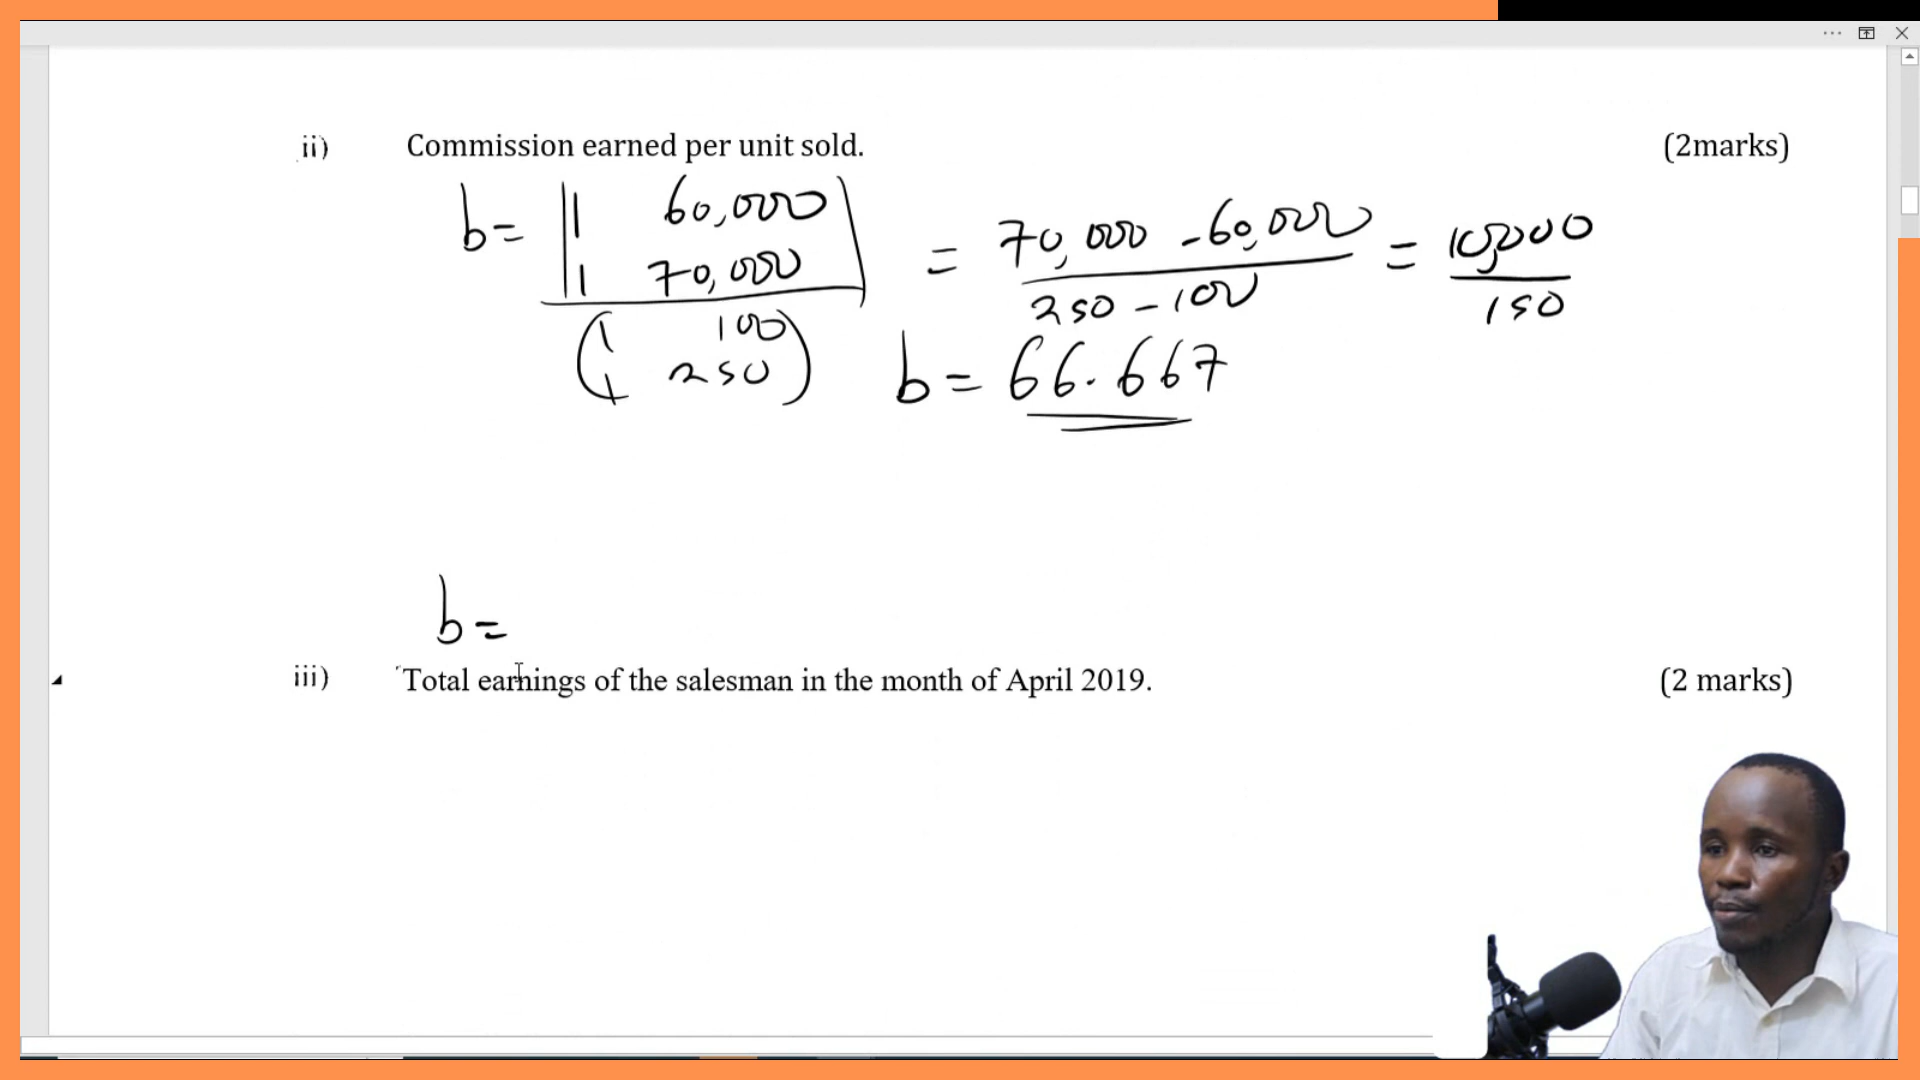 ii) Commission earned per unit sold. (2marks)
b= |1 60,000| = 70,000 - 60,000 = 10,000
|1 70,000| 250 - 100 150
(1 100)
(1 250) b = 66.667
b=
iii) Total earnings of the salesman in the month of April 2019. (2 marks)